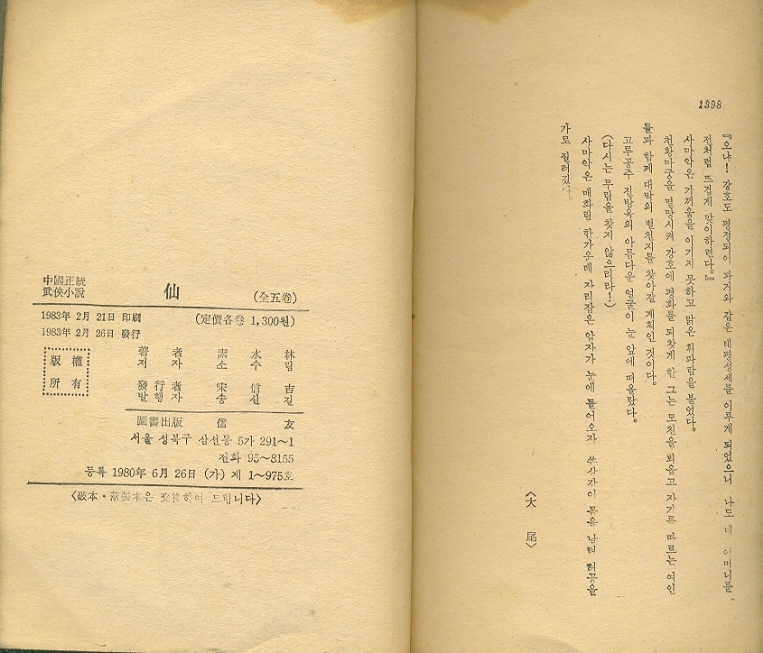 1398
『오냐! 강호도 평정되어 과거와 같은 태평성세를 이루게 되었으니 나도 네 어머니를
전처럼 뜨겁게 맞이하련다.』
사마악은 가꺼움을 이기지 못하고 맑은 휘파람을 불었다.
천황마궁을 멸망시켜 강호에 평화를 되찾게 한 그는 모친을 뫼옵고 자기를 따르는 여인
들과 함께 대막의 별천지를 찾아갈 계획인 것이다.
고루공주 진방옥의 아름다운 얼굴이 눈 앞에 떠올랐다.
(다시는 무림을 찾지 않으리라!)
사마악은 매화림 한가운데 자리잡은 암자가 눈에 들어오자 쏜살같이 몸을 날려 허공을
가로 질러갔다.
〈大 尾〉
中國正統
武俠小說
仙
(全五卷)
1983年 2月 21日 印刷
(定價各卷 1,300원)
1983年 2月 26日 發行
版權
所有
著者 素水林
저자 소수림
發行者 宋信吉
발행자 송신길
圖書出版 信友
서울 성북구 삼선동 5가 291~1
전화 95~8155
등록 1980年 6月 26日 (가) 제 1~975호
〈破本・落張本은 交換하여 드립니다〉